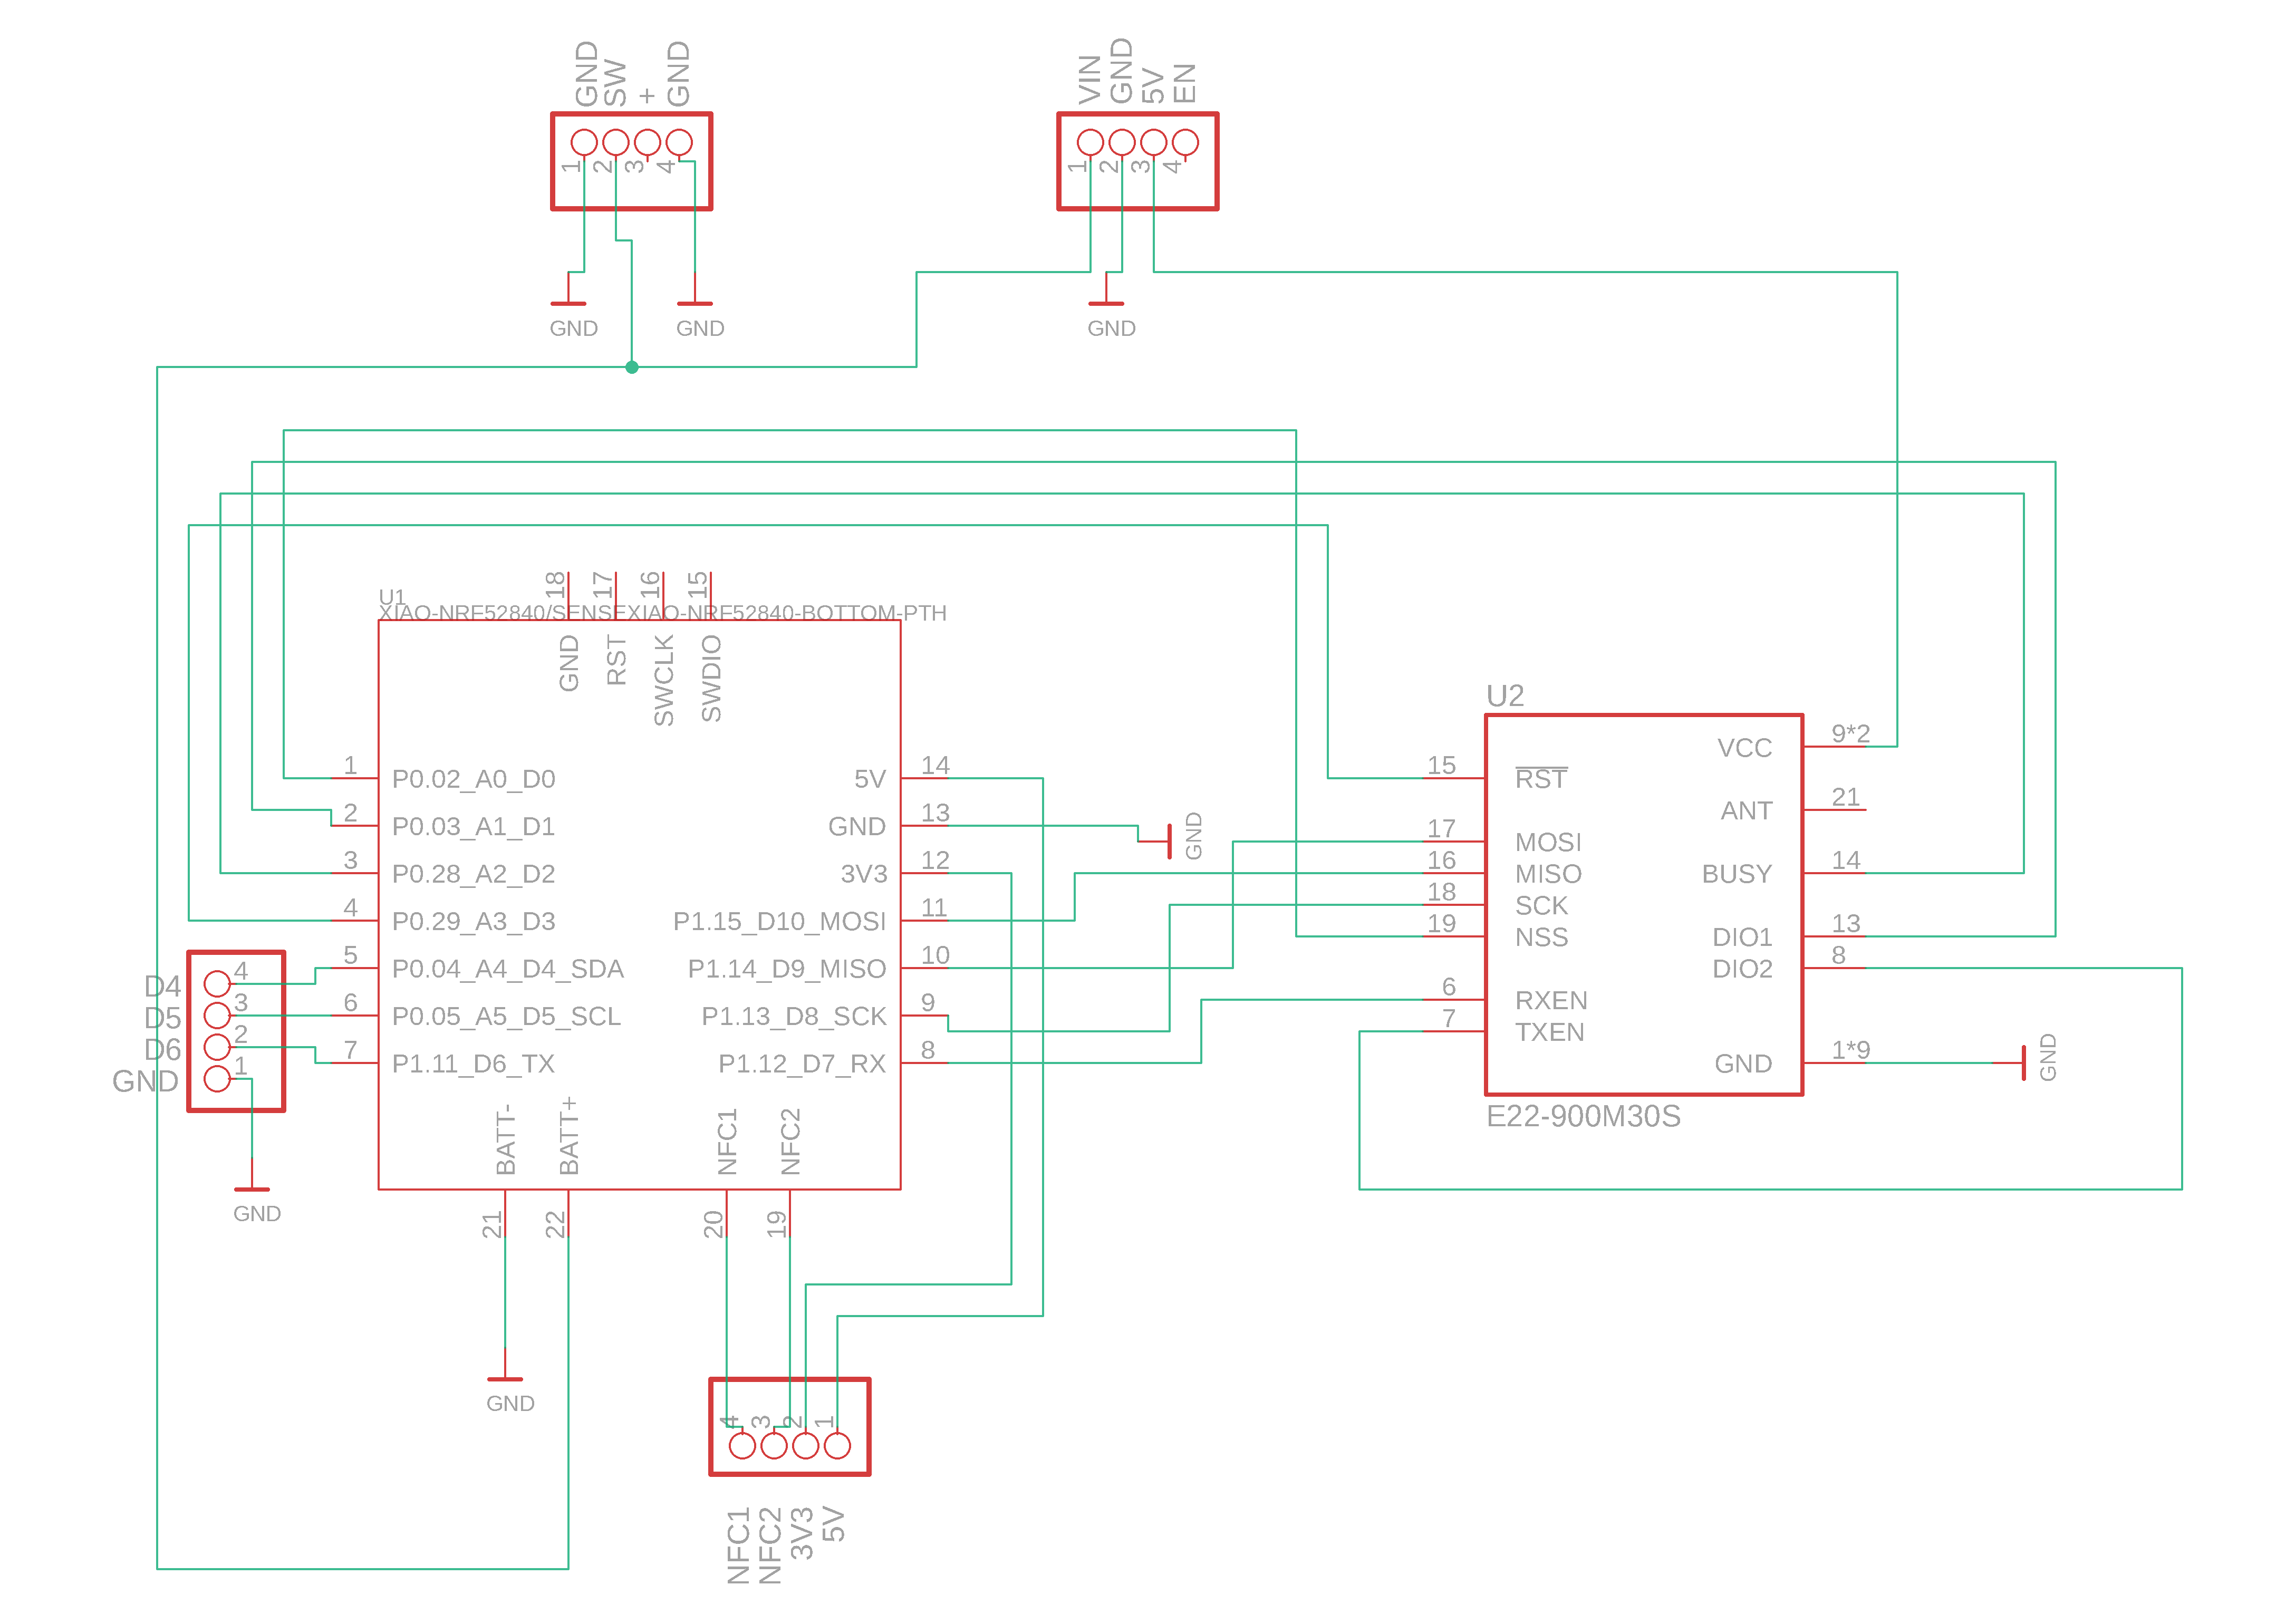 GND
SW
+
GND
1
2
3
4
GND
GND
VIN
GND
5V
EN
1
2
3
4
GND
U1
XIAO-NRF52840/SENSEXIAO-NRF52840-BOTTOM-PTH
18
17
16
15
GND
RST
SWCLK
SWDIO
1 P0.02_A0_D0
2 P0.03_A1_D1
3 P0.28_A2_D2
4 P0.29_A3_D3
5 P0.04_A4_D4_SDA
6 P0.05_A5_D5_SCL
7 P1.11_D6_TX
5V 14
GND 13
3V3 12
P1.15_D10_MOSI 11
P1.14_D9_MISO 10
P1.13_D8_SCK 9
P1.12_D7_RX 8
GND
BATT-
BATT+
NFC1
NFC2
21
22
20
19
D4 4
D5 3
D6 2
GND 1
GND
GND
4
3
2
1
NFC1
NFC2
3V3
5V
U2
15 RST
17 MOSI
16 MISO
18 SCK
19 NSS
6 RXEN
7 TXEN
VCC 9*2
ANT 21
BUSY 14
DIO1 13
DIO2 8
GND 1*9
GND
E22-900M30S